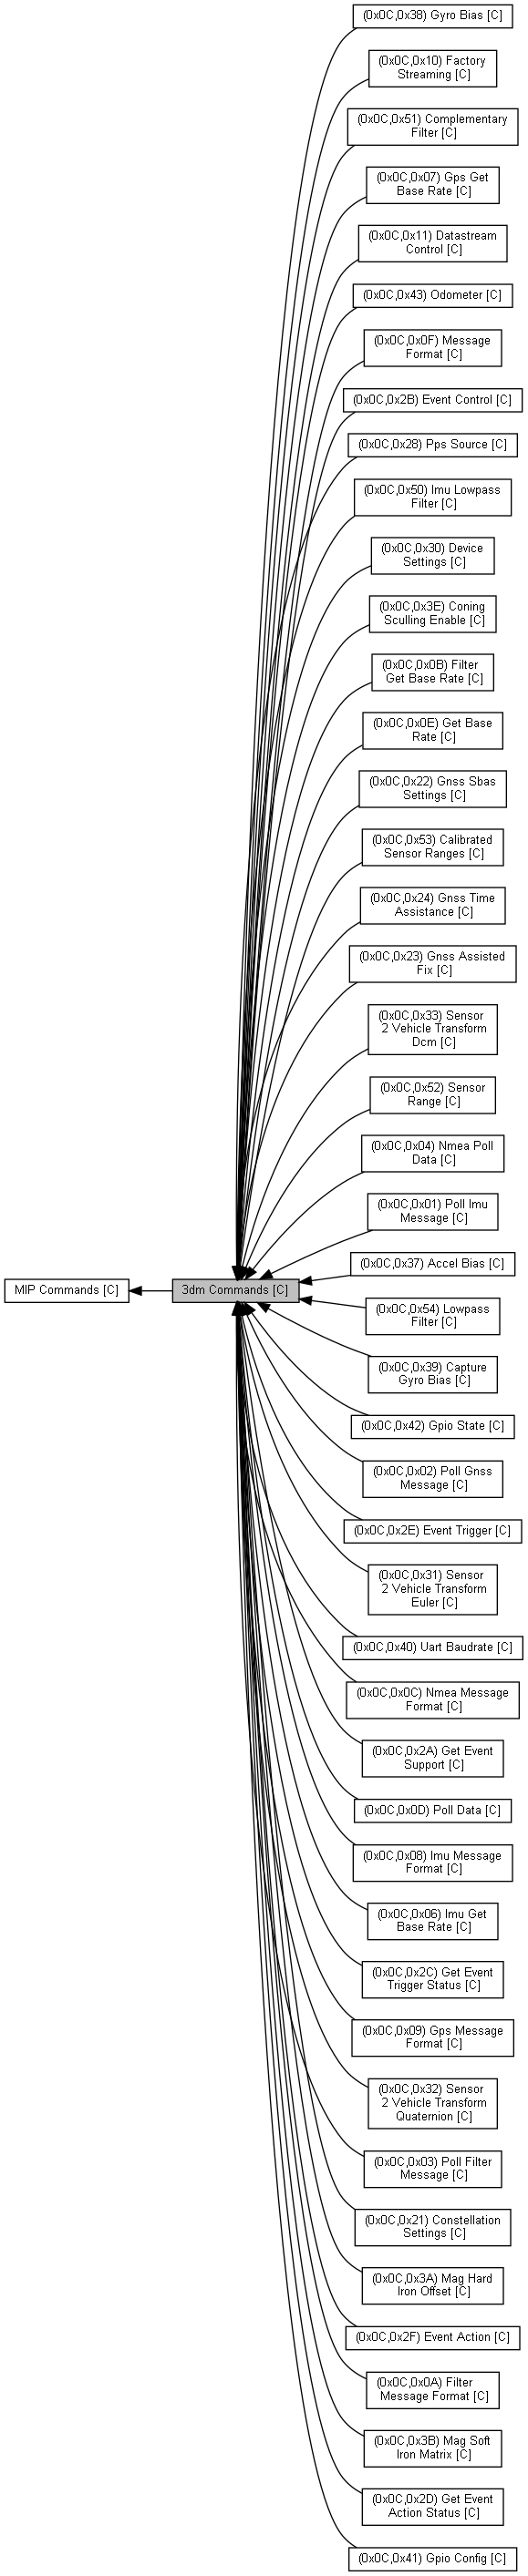 (0x0C,0x38) Gyro Bias [C]
(0x0C,0x10) Factory
Streaming [C]
(0x0C,0x51) Complementary
Filter [C]
(0x0C,0x07) Gps Get
Base Rate [C]
(0x0C,0x11) Datastream
Control [C]
(0x0C,0x43) Odometer [C]
(0x0C,0x0F) Message
Format [C]
(0x0C,0x2B) Event Control [C]
(0x0C,0x28) Pps Source [C]
(0x0C,0x50) Imu Lowpass
Filter [C]
(0x0C,0x30) Device
Settings [C]
(0x0C,0x3E) Coning
Sculling Enable [C]
(0x0C,0x0B) Filter
Get Base Rate [C]
(0x0C,0x0E) Get Base
Rate [C]
(0x0C,0x22) Gnss Sbas
Settings [C]
(0x0C,0x53) Calibrated
Sensor Ranges [C]
(0x0C,0x24) Gnss Time
Assistance [C]
(0x0C,0x23) Gnss Assisted
Fix [C]
(0x0C,0x33) Sensor
2 Vehicle Transform
Dcm [C]
(0x0C,0x52) Sensor
Range [C]
(0x0C,0x04) Nmea Poll
Data [C]
(0x0C,0x01) Poll Imu
Message [C]
(0x0C,0x37) Accel Bias [C]
MIP Commands [C]
3dm Commands [C]
(0x0C,0x54) Lowpass
Filter [C]
(0x0C,0x39) Capture
Gyro Bias [C]
(0x0C,0x42) Gpio State [C]
(0x0C,0x02) Poll Gnss
Message [C]
(0x0C,0x2E) Event Trigger [C]
(0x0C,0x31) Sensor
2 Vehicle Transform
Euler [C]
(0x0C,0x40) Uart Baudrate [C]
(0x0C,0x0C) Nmea Message
Format [C]
(0x0C,0x2A) Get Event
Support [C]
(0x0C,0x0D) Poll Data [C]
(0x0C,0x08) Imu Message
Format [C]
(0x0C,0x06) Imu Get
Base Rate [C]
(0x0C,0x2C) Get Event
Trigger Status [C]
(0x0C,0x09) Gps Message
Format [C]
(0x0C,0x32) Sensor
2 Vehicle Transform
Quaternion [C]
(0x0C,0x03) Poll Filter
Message [C]
(0x0C,0x21) Constellation
Settings [C]
(0x0C,0x3A) Mag Hard
Iron Offset [C]
(0x0C,0x2F) Event Action [C]
(0x0C,0x0A) Filter
Message Format [C]
(0x0C,0x3B) Mag Soft
Iron Matrix [C]
(0x0C,0x2D) Get Event
Action Status [C]
(0x0C,0x41) Gpio Config [C]